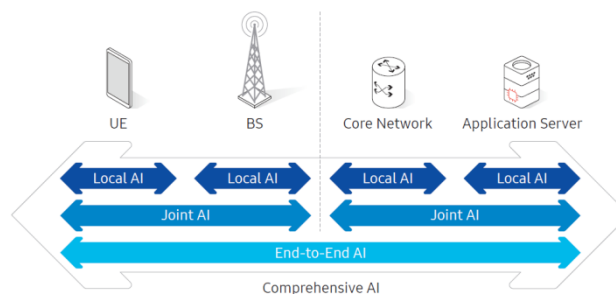 UE
BS
Core Network
Application Server
Local AI
Local AI
Local AI
Local AI
Joint AI
Joint AI
End-to-End AI
Comprehensive AI